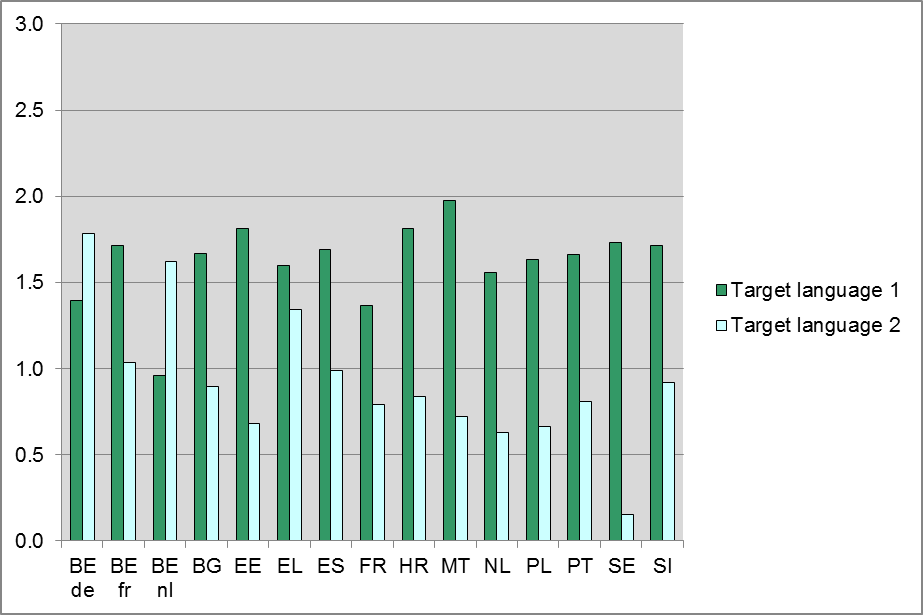 3.0
2.5
2.0
1.5
1.0
0.5
0.0
BE BE BE BG EE EL ES FR HR MT NL PL PT SE SI
de fr nl
Target language 1
Target language 2